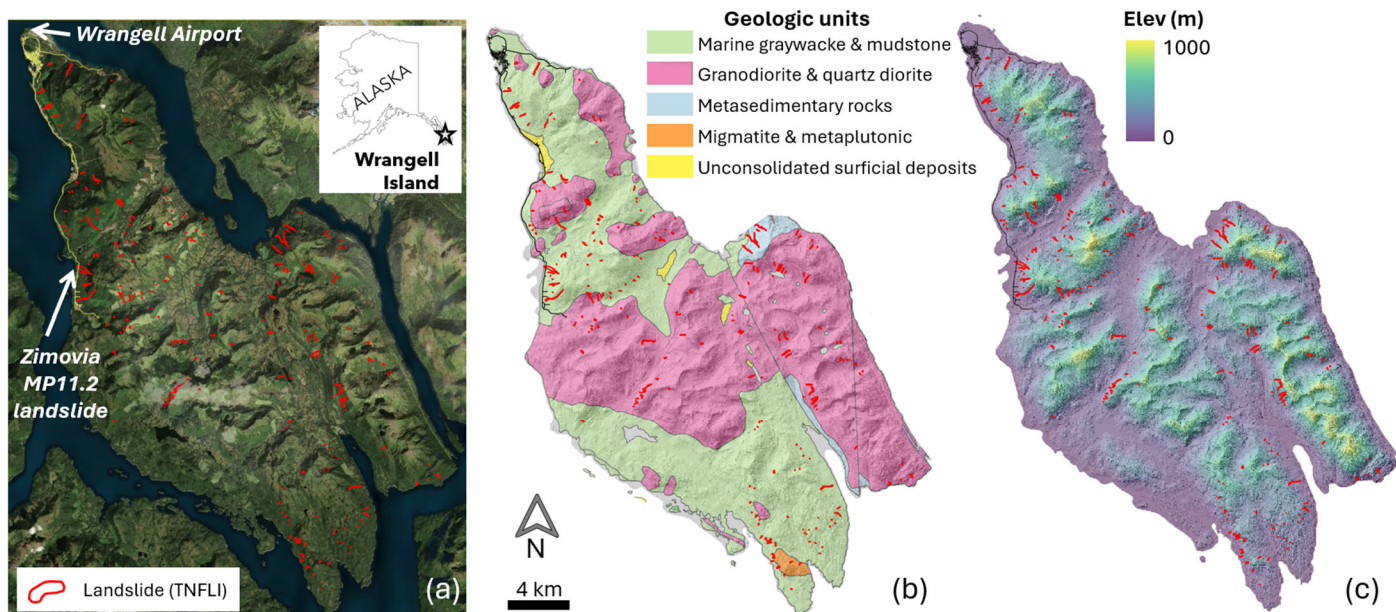 Wrangell Airport
ALASKA
Wrangell
Island
Zimovia
MP11.2
landslide
Landslide (TNFLI)
(a)
Geologic units
Marine graywacke & mudstone
Granodiorite & quartz diorite
Metasedimentary rocks
Migmatite & metaplutonic
Unconsolidated surficial deposits
N
4 km
(b)
Elev (m)
1000
0
(c)